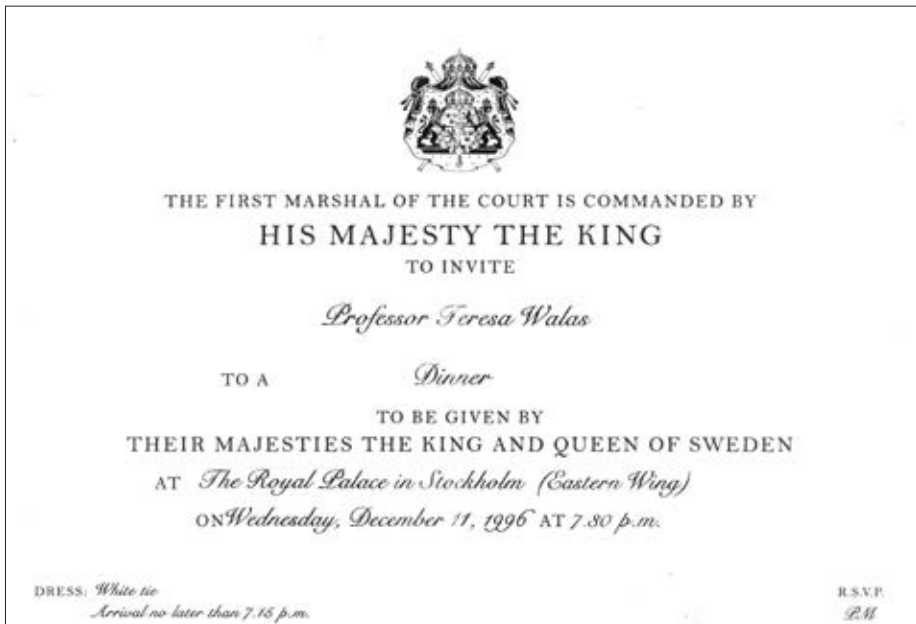 THE FIRST MARSHAL OF THE COURT IS COMMANDED BY
HIS MAJESTY THE KING
TO INVITE
Professor Teresa Walas
TO A Dinner
TO BE GIVEN BY
THEIR MAJESTIES THE KING AND QUEEN OF SWEDEN
AT The Royal Palace in Stockholm (Eastern Wing)
ON Wednesday, December 11, 1996 AT 7.30 p.m.
DRESS: White tie
Arrival no later than 7.15 p.m.
R.S.V.P.
P.M